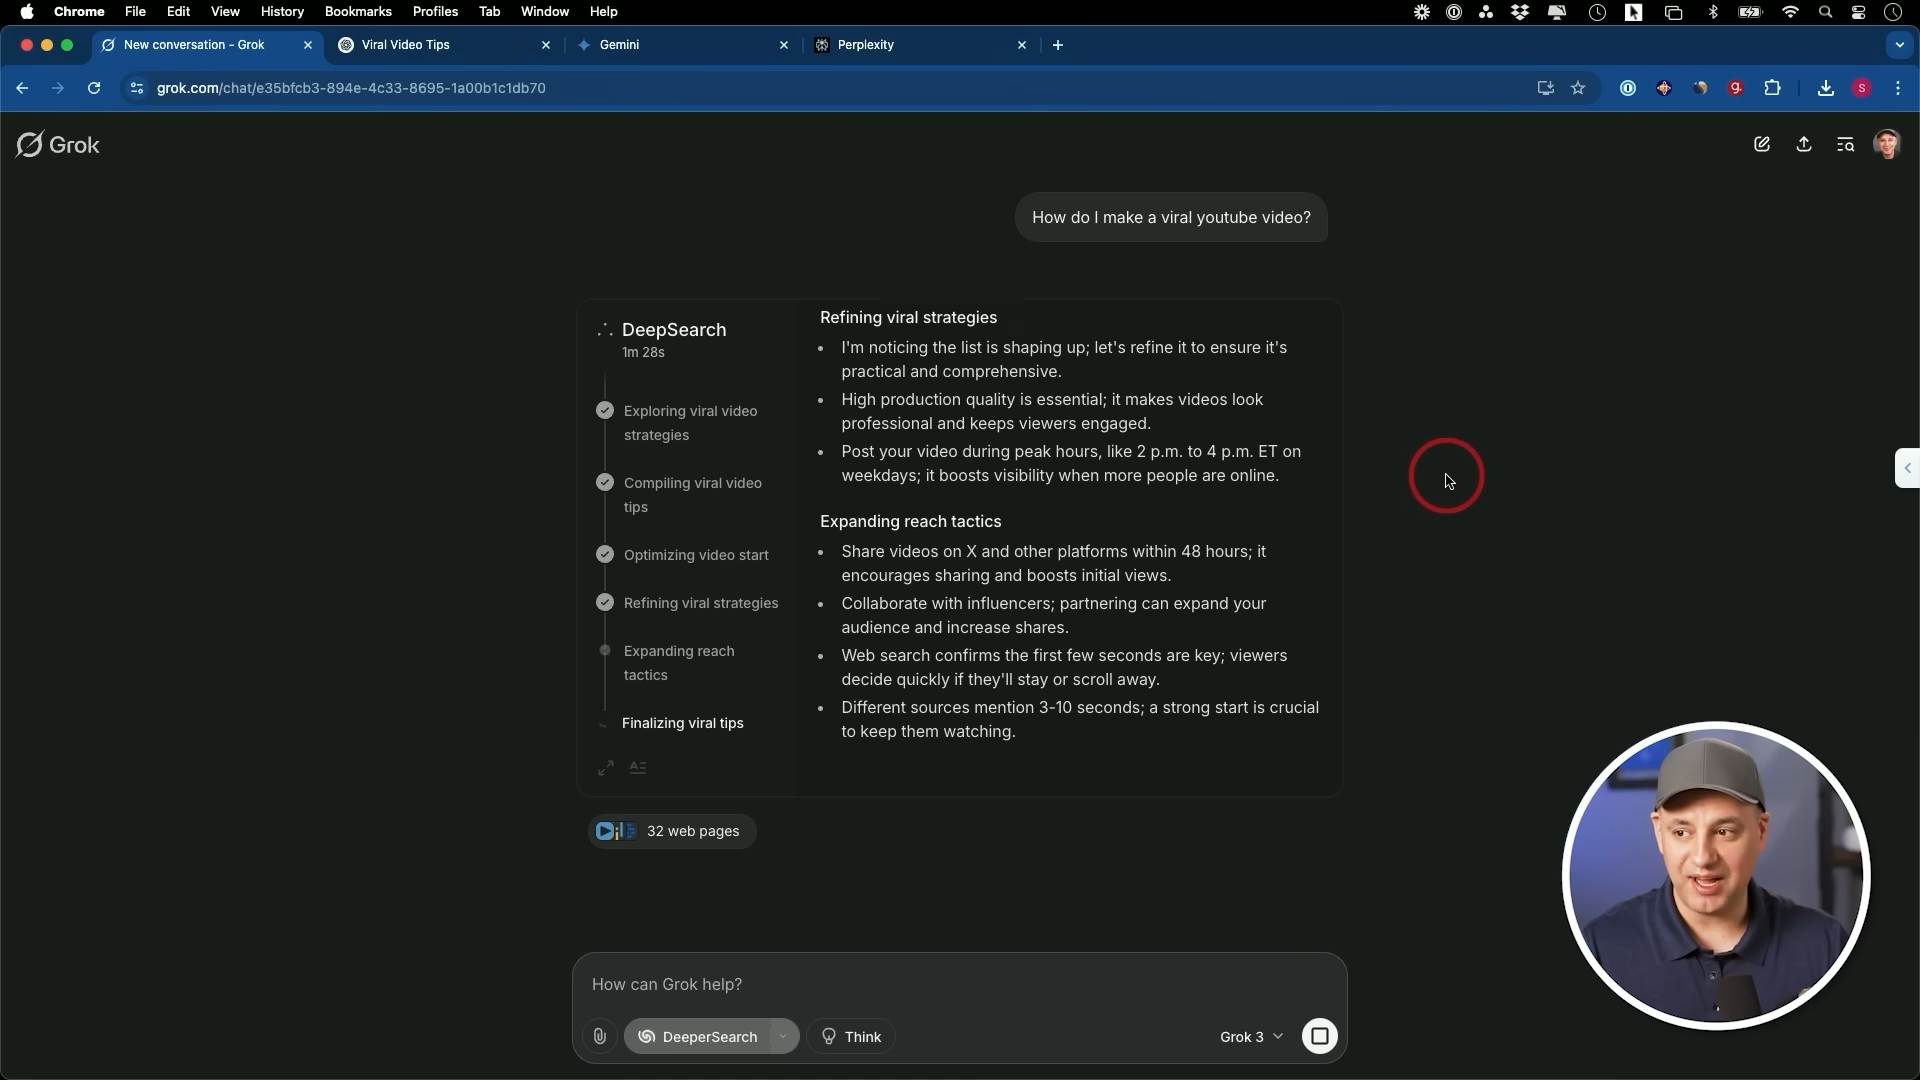 Chrome File Edit View History Bookmarks Profiles Tab Window Help
New conversation - Grok
Viral Video Tips
Gemini
Perplexity
grok.com/chat/e35bfcb3-894e-4c33-8695-1a00b1c1db70
g.
S
Grok
How do I make a viral youtube video?
DeepSearch
1m 28s
Exploring viral video
strategies
Compiling viral video
tips
Optimizing video start
Refining viral strategies
Expanding reach
tactics
Finalizing viral tips
Refining viral strategies
• I'm noticing the list is shaping up; let's refine it to ensure it's
practical and comprehensive.
• High production quality is essential; it makes videos look
professional and keeps viewers engaged.
• Post your video during peak hours, like 2 p.m. to 4 p.m. ET on
weekdays; it boosts visibility when more people are online.
Expanding reach tactics
• Share videos on X and other platforms within 48 hours; it
encourages sharing and boosts initial views.
• Collaborate with influencers; partnering can expand your
audience and increase shares.
• Web search confirms the first few seconds are key; viewers
decide quickly if they'll stay or scroll away.
• Different sources mention 3-10 seconds; a strong start is crucial
to keep them watching.
32 web pages
How can Grok help?
DeeperSearch
Think
Grok 3